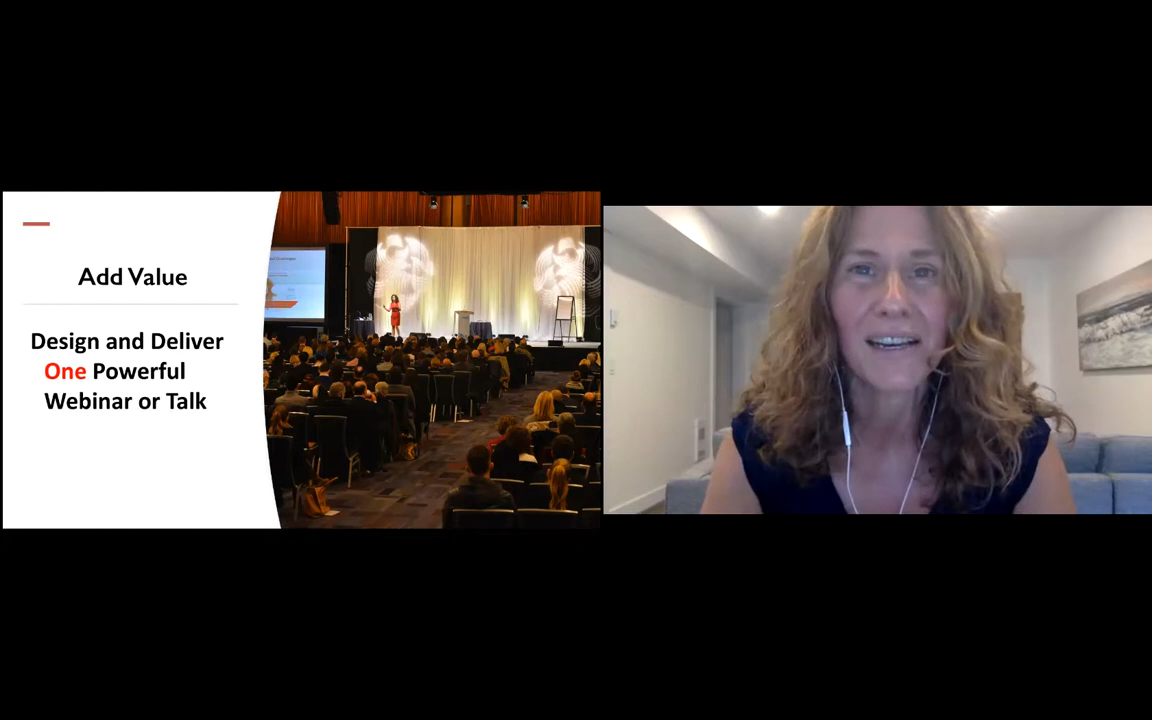 Add Value
Design and Deliver
One Powerful
Webinar or Talk